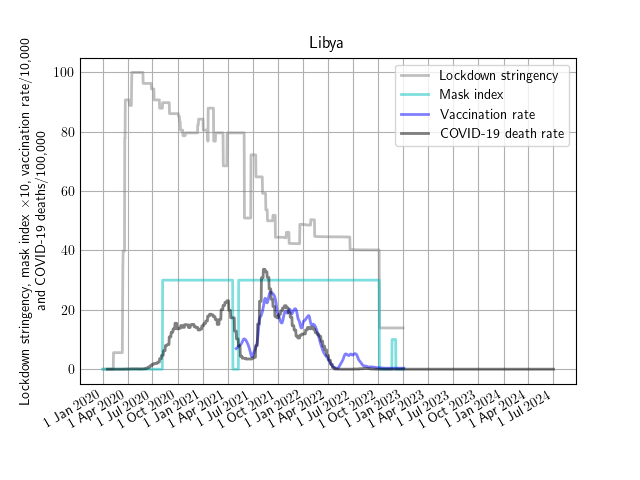 Libya
Lockdown stringency, mask index ×10, vaccination rate/10,000
and COVID-19 deaths/100,000
100
80
60
40
20
0
Lockdown stringency
Mask index
Vaccination rate
COVID-19 death rate
1 Jan 2020
1 Apr 2020
1 Jul 2020
1 Oct 2020
1 Jan 2021
1 Apr 2021
1 Jul 2021
1 Oct 2021
1 Jan 2022
1 Apr 2022
1 Jul 2022
1 Oct 2022
1 Jan 2023
1 Apr 2023
1 Jul 2023
1 Oct 2023
1 Jan 2024
1 Apr 2024
1 Jul 2024